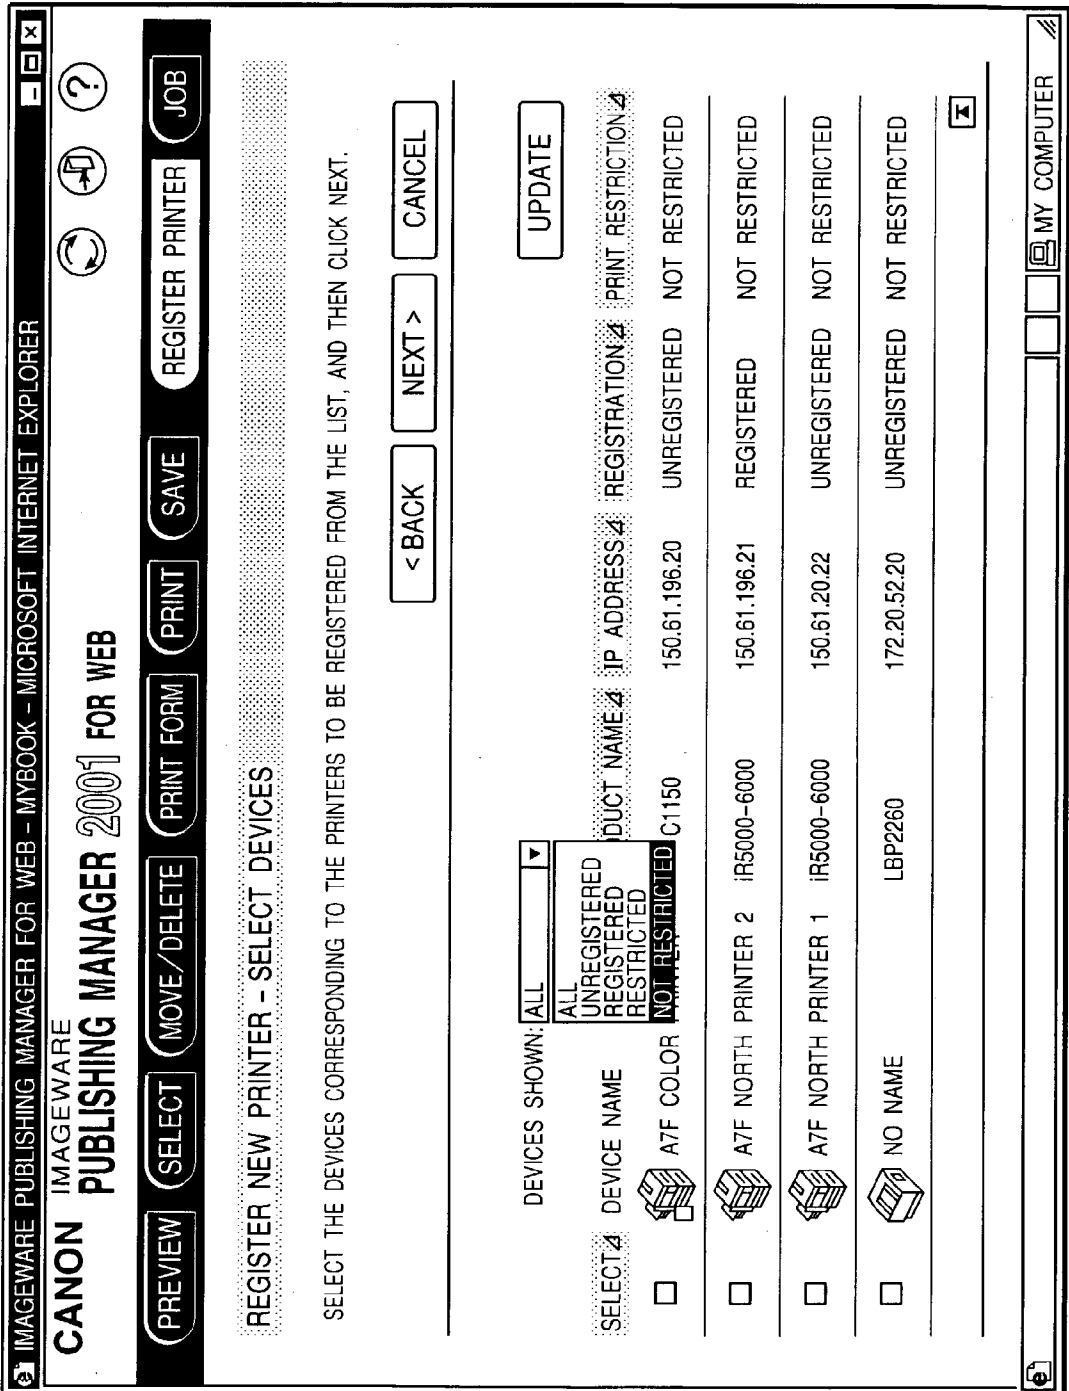 IMAGEWARE PUBLISHING MANAGER FOR WEB – MYBOOK – MICROSOFT INTERNET EXPLORER
CANON IMAGEWARE
PUBLISHING MANAGER 2001 FOR WEB
?
PREVIEW SELECT MOVE/DELETE PRINT FORM PRINT SAVE REGISTER PRINTER JOB
REGISTER NEW PRINTER – SELECT DEVICES
SELECT THE DEVICES CORRESPONDING TO THE PRINTERS TO BE REGISTERED FROM THE LIST, AND THEN CLICK NEXT.
< BACK NEXT > CANCEL
DEVICES SHOWN: ALL UPDATE
ALL
UNREGISTERED
REGISTERED
RESTRICTED
NOT RESTRICTED
SELECT DEVICE NAME ODUCT NAME IP ADDRESS REGISTRATION PRINT RESTRICTION
A7F COLOR PRINTER C1150 150.61.196.20 UNREGISTERED NOT RESTRICTED
A7F NORTH PRINTER 2 iR5000-6000 150.61.196.21 REGISTERED NOT RESTRICTED
A7F NORTH PRINTER 1 iR5000-6000 150.61.20.22 UNREGISTERED NOT RESTRICTED
NO NAME LBP2260 172.20.52.20 UNREGISTERED NOT RESTRICTED
MY COMPUTER